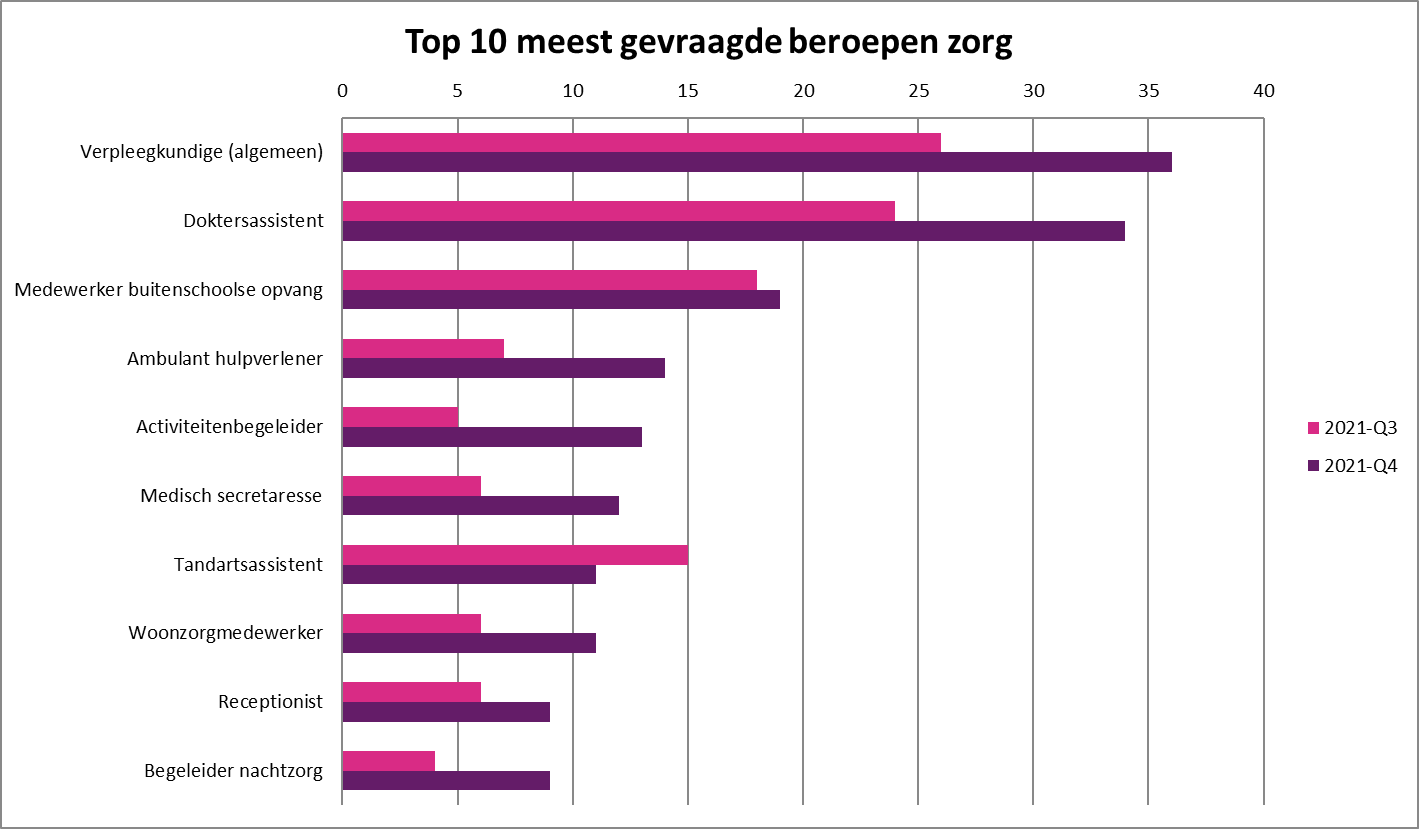 Top 10 meest gevraagde beroepen zorg
0 5 10 15 20 25 30 35 40
Verpleegkundige (algemeen)
Doktersassistent
Medewerker buitenschoolse opvang
Ambulant hulpverlener
Activiteitenbegeleider
Medisch secretaresse
Tandartsassistent
Woonzorgmedewerker
Receptionist
Begeleider nachtzorg
2021-Q3
2021-Q4